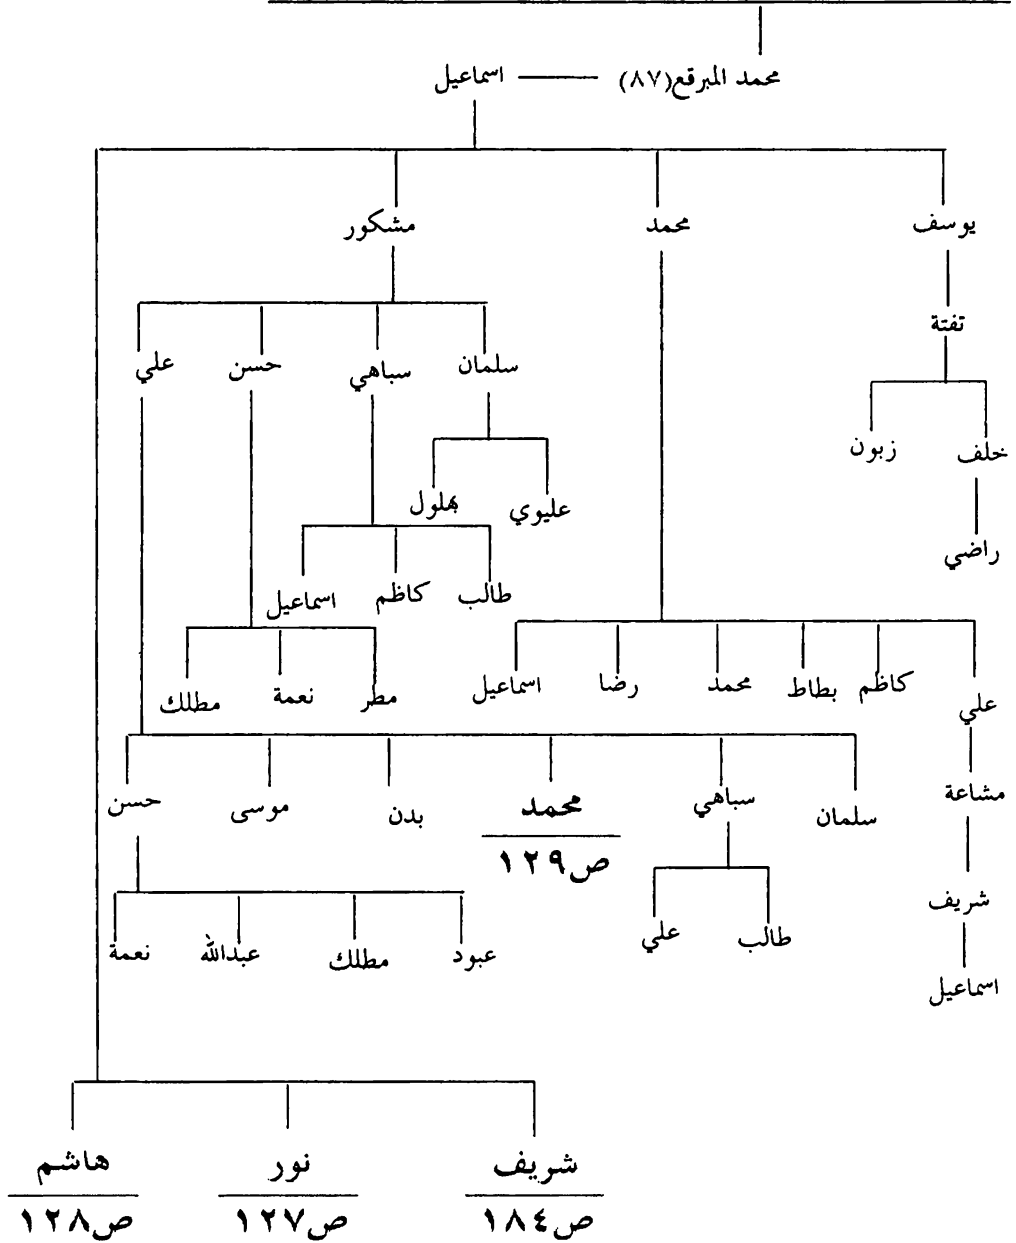 محمد المبرقع(٨٧) — اسماعيل
يوسف محمد مشكور
تفتة
سلمان سباهي حسن علي
خلف زبون
عليوي بهلول
راضي
طالب كاظم اسماعيل
علي كاظم بطاط محمد رضا اسماعيل
مطر نعمة مطلك
مشاعة
سلمان سباهي محمد بدن موسى حسن
ص١٢٩
شريف
طالب علي
عبود مطلك عبدالله نعمة
اسماعيل
شريف نور هاشم
ص١٨٤ ص١٢٧ ص١٢٨